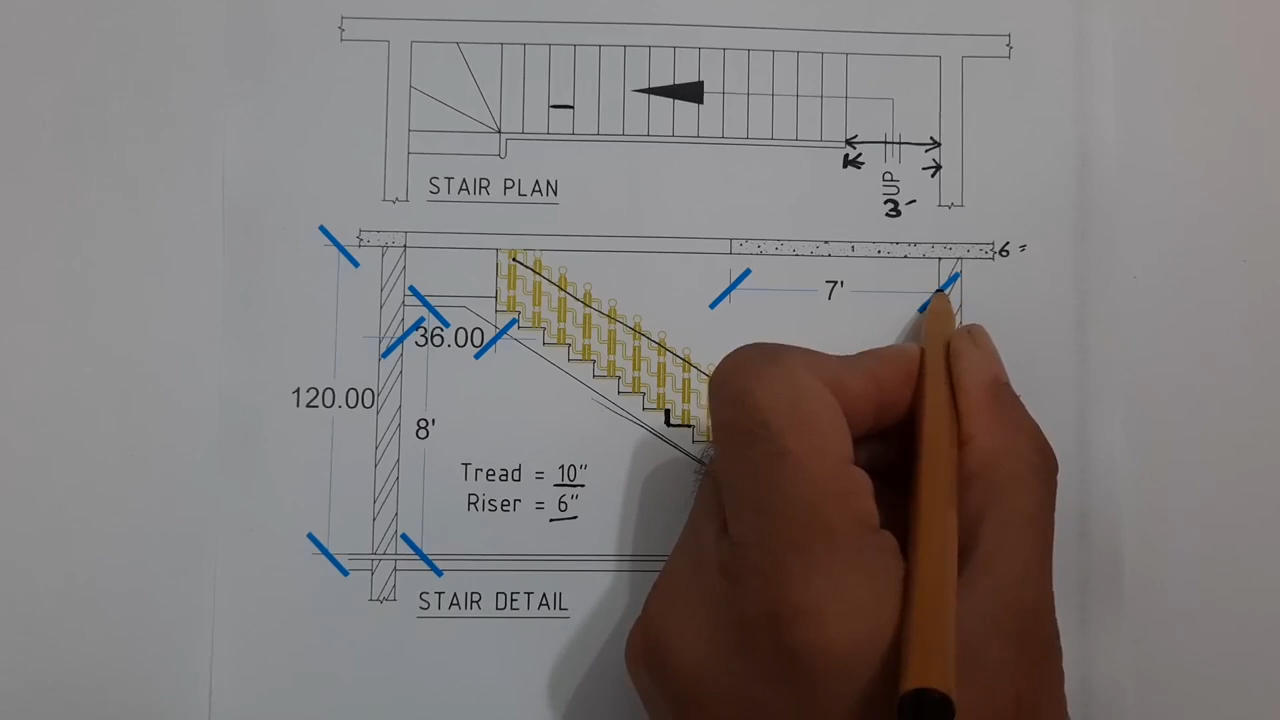 UP
3'
STAIR PLAN
6"
7'
36.00
120.00
8'
Tread = 10"
Riser = 6"
STAIR DETAIL